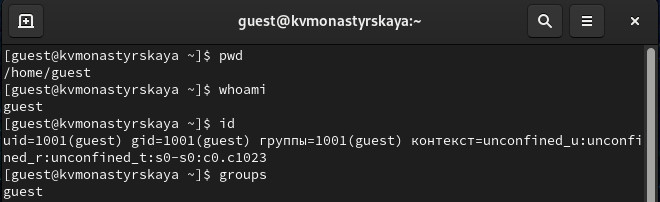 guest@kvmonastyrskaya:~
[guest@kvmonastyrskaya ~]$ pwd
/home/guest
[guest@kvmonastyrskaya ~]$ whoami
guest
[guest@kvmonastyrskaya ~]$ id
uid=1001(guest) gid=1001(guest) группы=1001(guest) контекст=unconfined_u:unconfi
ned_r:unconfined_t:s0-s0:c0.c1023
[guest@kvmonastyrskaya ~]$ groups
guest